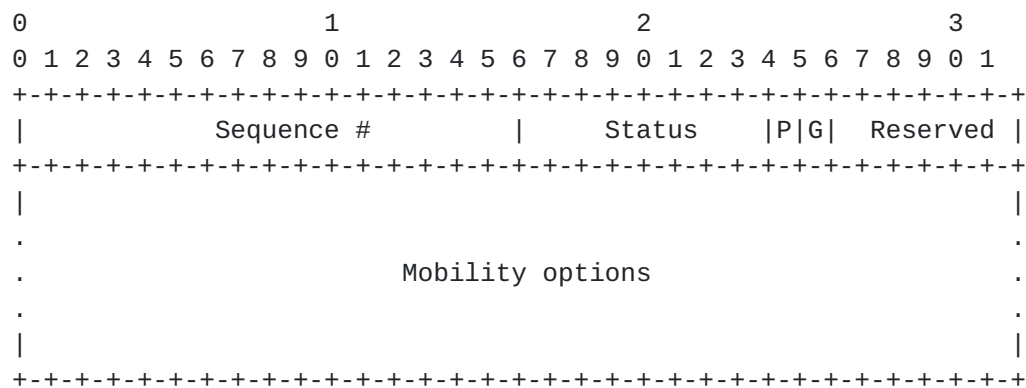 0                   1                   2                   3
0 1 2 3 4 5 6 7 8 9 0 1 2 3 4 5 6 7 8 9 0 1 2 3 4 5 6 7 8 9 0 1
+-+-+-+-+-+-+-+-+-+-+-+-+-+-+-+-+-+-+-+-+-+-+-+-+-+-+-+-+-+-+-+-+
|            Sequence #         |     Status    |P|G|  Reserved |
+-+-+-+-+-+-+-+-+-+-+-+-+-+-+-+-+-+-+-+-+-+-+-+-+-+-+-+-+-+-+-+-+
|                                                               |
.                                                               .
.                        Mobility options                       .
.                                                               .
|                                                               |
+-+-+-+-+-+-+-+-+-+-+-+-+-+-+-+-+-+-+-+-+-+-+-+-+-+-+-+-+-+-+-+-+